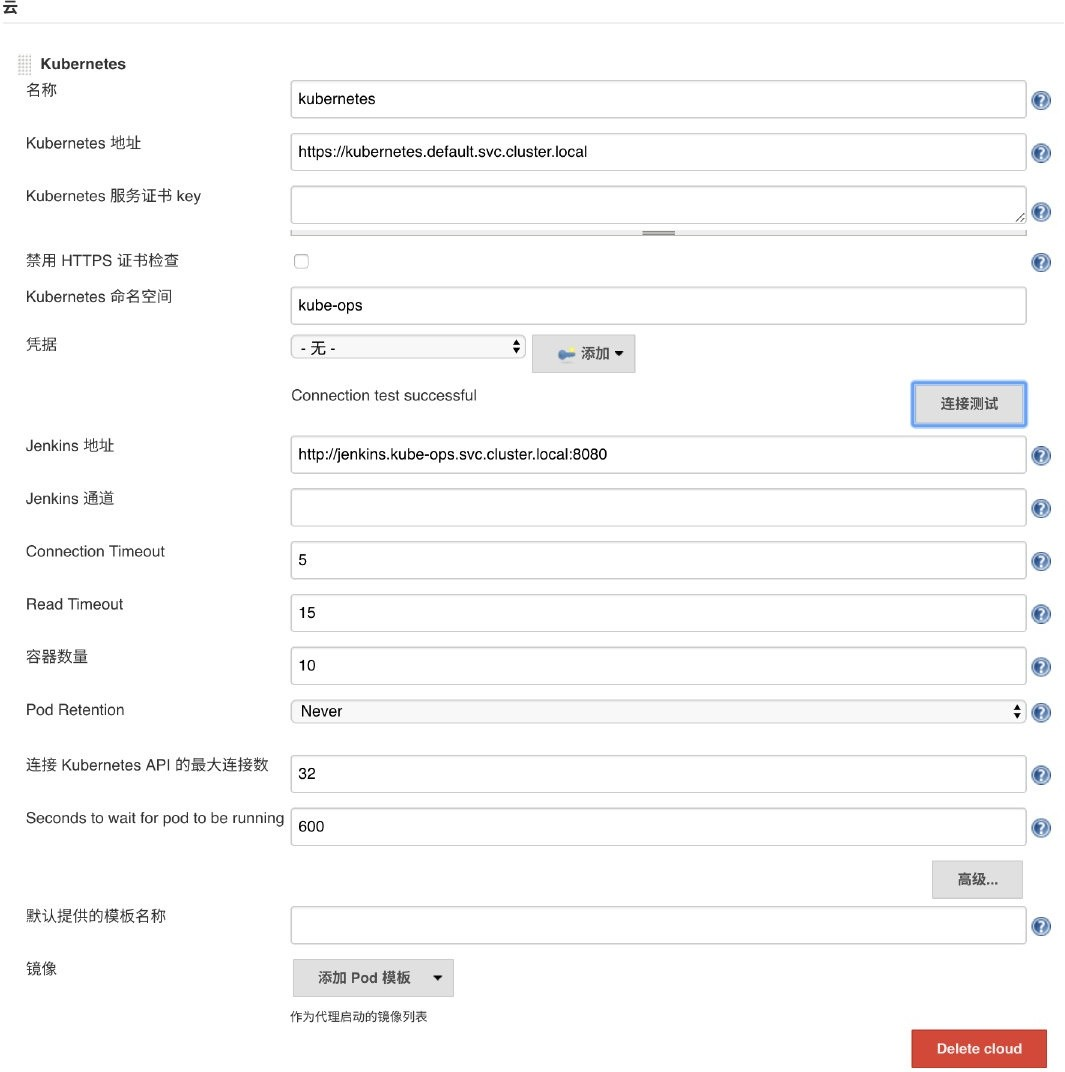 云
Kubernetes
名称
kubernetes
Kubernetes 地址
https://kubernetes.default.svc.cluster.local
Kubernetes 服务证书 key
禁用 HTTPS 证书检查
Kubernetes 命名空间
kube-ops
凭据
- 无 -
添加
Connection test successful
连接测试
Jenkins 地址
http://jenkins.kube-ops.svc.cluster.local:8080
Jenkins 通道
Connection Timeout
5
Read Timeout
15
容器数量
10
Pod Retention
Never
连接 Kubernetes API 的最大连接数
32
Seconds to wait for pod to be running
600
高级...
默认提供的模板名称
镜像
添加 Pod 模板
作为代理启动的镜像列表
Delete cloud